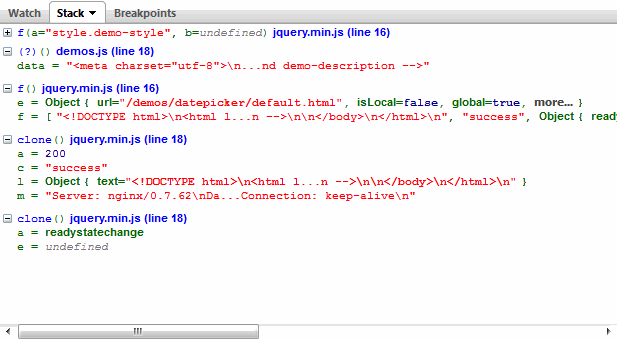 Watch Stack Breakpoints
f(a="style.demo-style", b=undefined) jquery.min.js (line 16)
(?)() demos.js (line 18)
data = "<meta charset="utf-8">\n...nd demo-description -->"
f() jquery.min.js (line 16)
e = Object { url="/demos/datepicker/default.html", isLocal=false, global=true, more... }
f = [ "<!DOCTYPE html>\n<html l...n -->\n\n</body>\n</html>\n", "success", Object { read
clone() jquery.min.js (line 18)
a = 200
c = "success"
l = Object { text="<!DOCTYPE html>\n<html l...n -->\n\n</body>\n</html>\n" }
m = "Server: nginx/0.7.62\nDa...Connection: keep-alive\n"
clone() jquery.min.js (line 18)
a = readystatechange
e = undefined